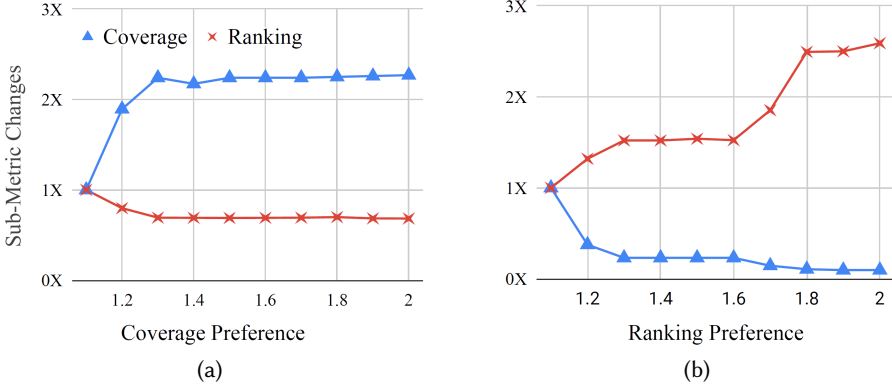 3X
2X
1X
0X
Sub-Metric Changes
Coverage
Ranking
1.2
1.4
1.6
1.8
2
Coverage Preference
(a)
3X
2X
1X
0X
1.2
1.4
1.6
1.8
2
Ranking Preference
(b)